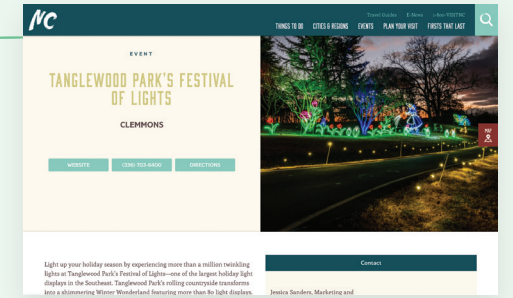 NC
Travel Guides E-News 1-800-VISITNC
THINGS TO DO CITIES & REGIONS EVENTS PLAN YOUR VISIT FIRSTS THAT LAST
EVENT
TANGLEWOOD PARK'S FESTIVAL
OF LIGHTS
CLEMMONS
WEBSITE (336) 703-6400 DIRECTIONS
MAP
Light up your holiday season by experiencing more than a million twinkling
lights at Tanglewood Park's Festival of Lights—one of the largest holiday light
displays in the Southeast. Tanglewood Park's rolling countryside transforms
into a shimmering Winter Wonderland featuring more than 80 light displays,
Contact
Jessica Sanders, Marketing and